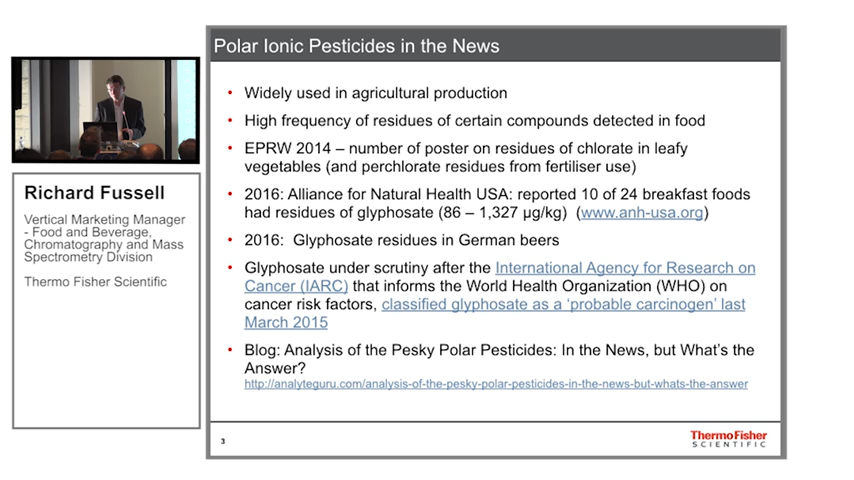 Polar Ionic Pesticides in the News
Richard Fussell
Vertical Marketing Manager
- Food and Beverage,
Chromatography and Mass
Spectrometry Division
Thermo Fisher Scientific
• Widely used in agricultural production
• High frequency of residues of certain compounds detected in food
• EPRW 2014 – number of poster on residues of chlorate in leafy
vegetables (and perchlorate residues from fertiliser use)
• 2016: Alliance for Natural Health USA: reported 10 of 24 breakfast foods
had residues of glyphosate (86 – 1,327 µg/kg) (www.anh-usa.org)
• 2016: Glyphosate residues in German beers
• Glyphosate under scrutiny after the International Agency for Research on
Cancer (IARC) that informs the World Health Organization (WHO) on
cancer risk factors, classified glyphosate as a ‘probable carcinogen’ last
March 2015
• Blog: Analysis of the Pesky Polar Pesticides: In the News, but What’s the
Answer?
http://analyteguru.com/analysis-of-the-pesky-polar-pesticides-in-the-news-but-whats-the-answer
3
ThermoFisher
SCIENTIFIC